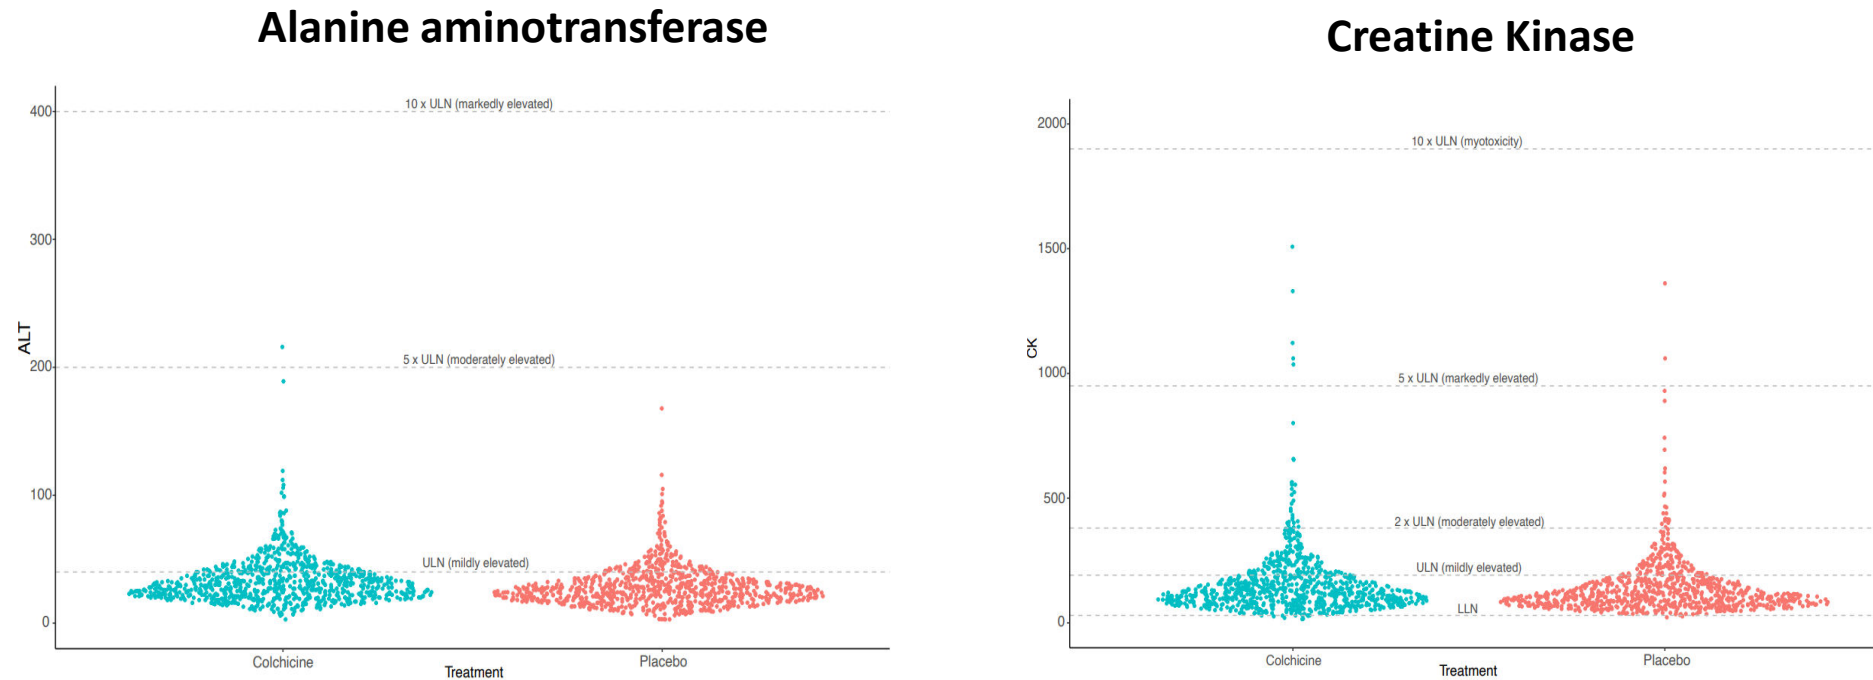 Alanine aminotransferase
400
10 x ULN (markedly elevated)
300
ALT
200
5 x ULN (moderately elevated)
100
ULN (mildly elevated)
0
Colchicine
Placebo
Treatment
Creatine Kinase
2000
10 x ULN (myotoxicity)
1500
CK
1000
5 x ULN (markedly elevated)
500
2 x ULN (moderately elevated)
ULN (mildly elevated)
LLN
0
Colchicine
Placebo
Treatment